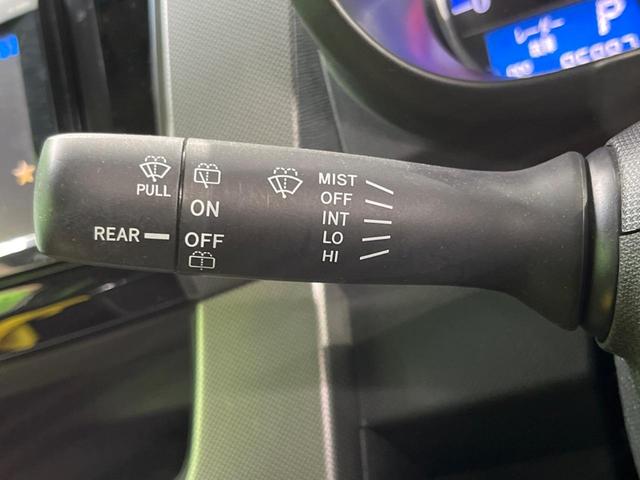 PULL
REAR
ON
OFF
MIST
OFF
INT
LO
HI
P